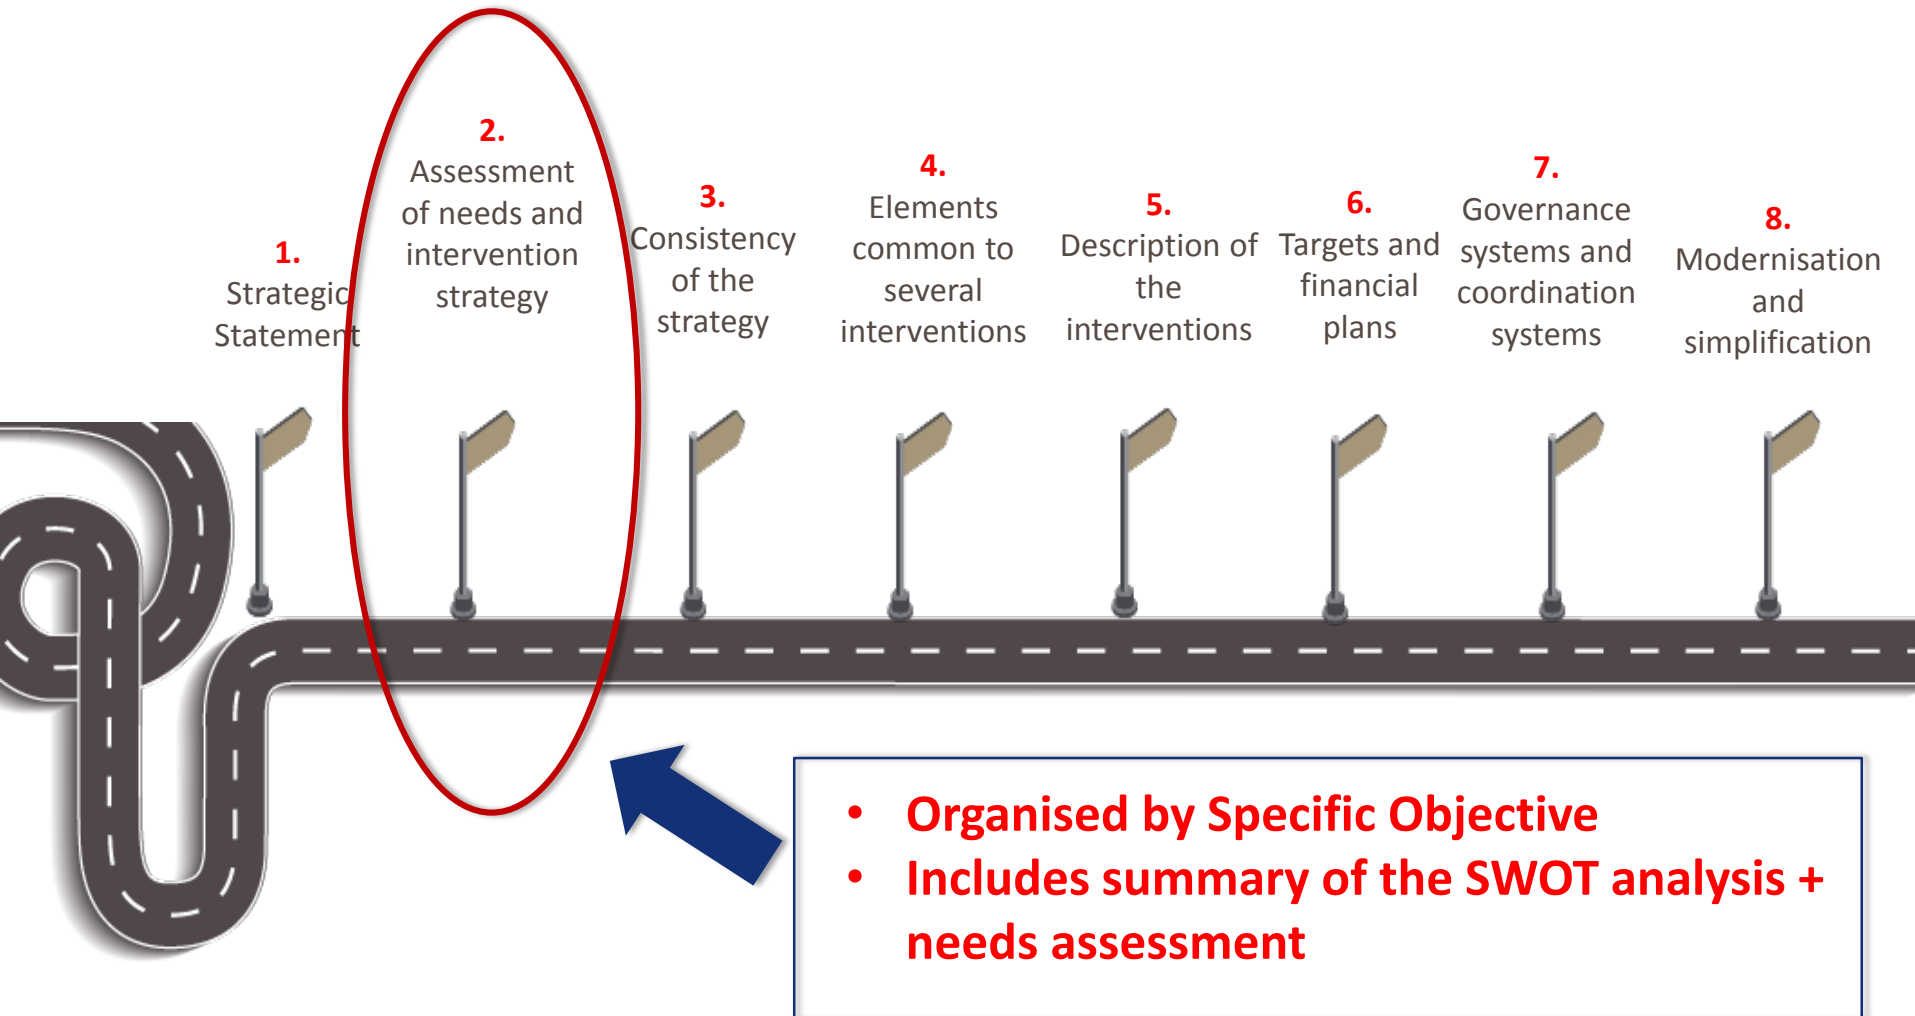 1.
Strategic
Statement
2.
Assessment
of needs and
intervention
strategy
3.
Consistency
of the
strategy
4.
Elements
common to
several
interventions
5.
Description of
the
interventions
6.
Targets and
financial
plans
7.
Governance
systems and
coordination
systems
8.
Modernisation
and
simplification
• Organised by Specific Objective
• Includes summary of the SWOT analysis +
needs assessment